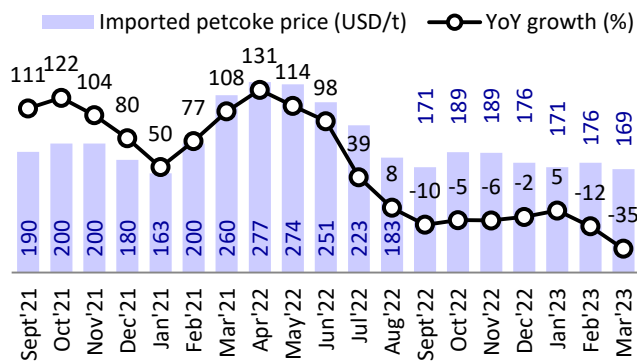 Imported petcoke price (USD/t) YoY growth (%)
111 122 104 80 50 77 108 131 114 98 39 8 -10 -5 -6 -2 5 -12 -35
171 189 189 176 171 176 169
190 200 200 180 163 200 260 277 274 251 223 183
Sept'21 Oct'21 Nov'21 Dec'21 Jan'21 Feb'21 Mar'21 Apr'22 May'22 Jun'22 Jul'22 Aug'22 Sept'22 Oct'22 Nov'22 Dec'22 Jan'23 Feb'23 Mar'23